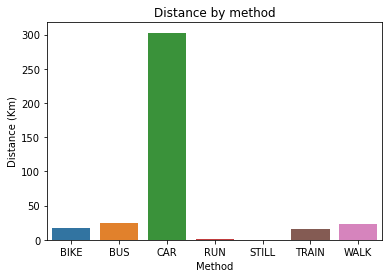 Distance by method
Distance (Km)
300
250
200
150
100
50
0
BIKE BUS CAR RUN STILL TRAIN WALK
Method